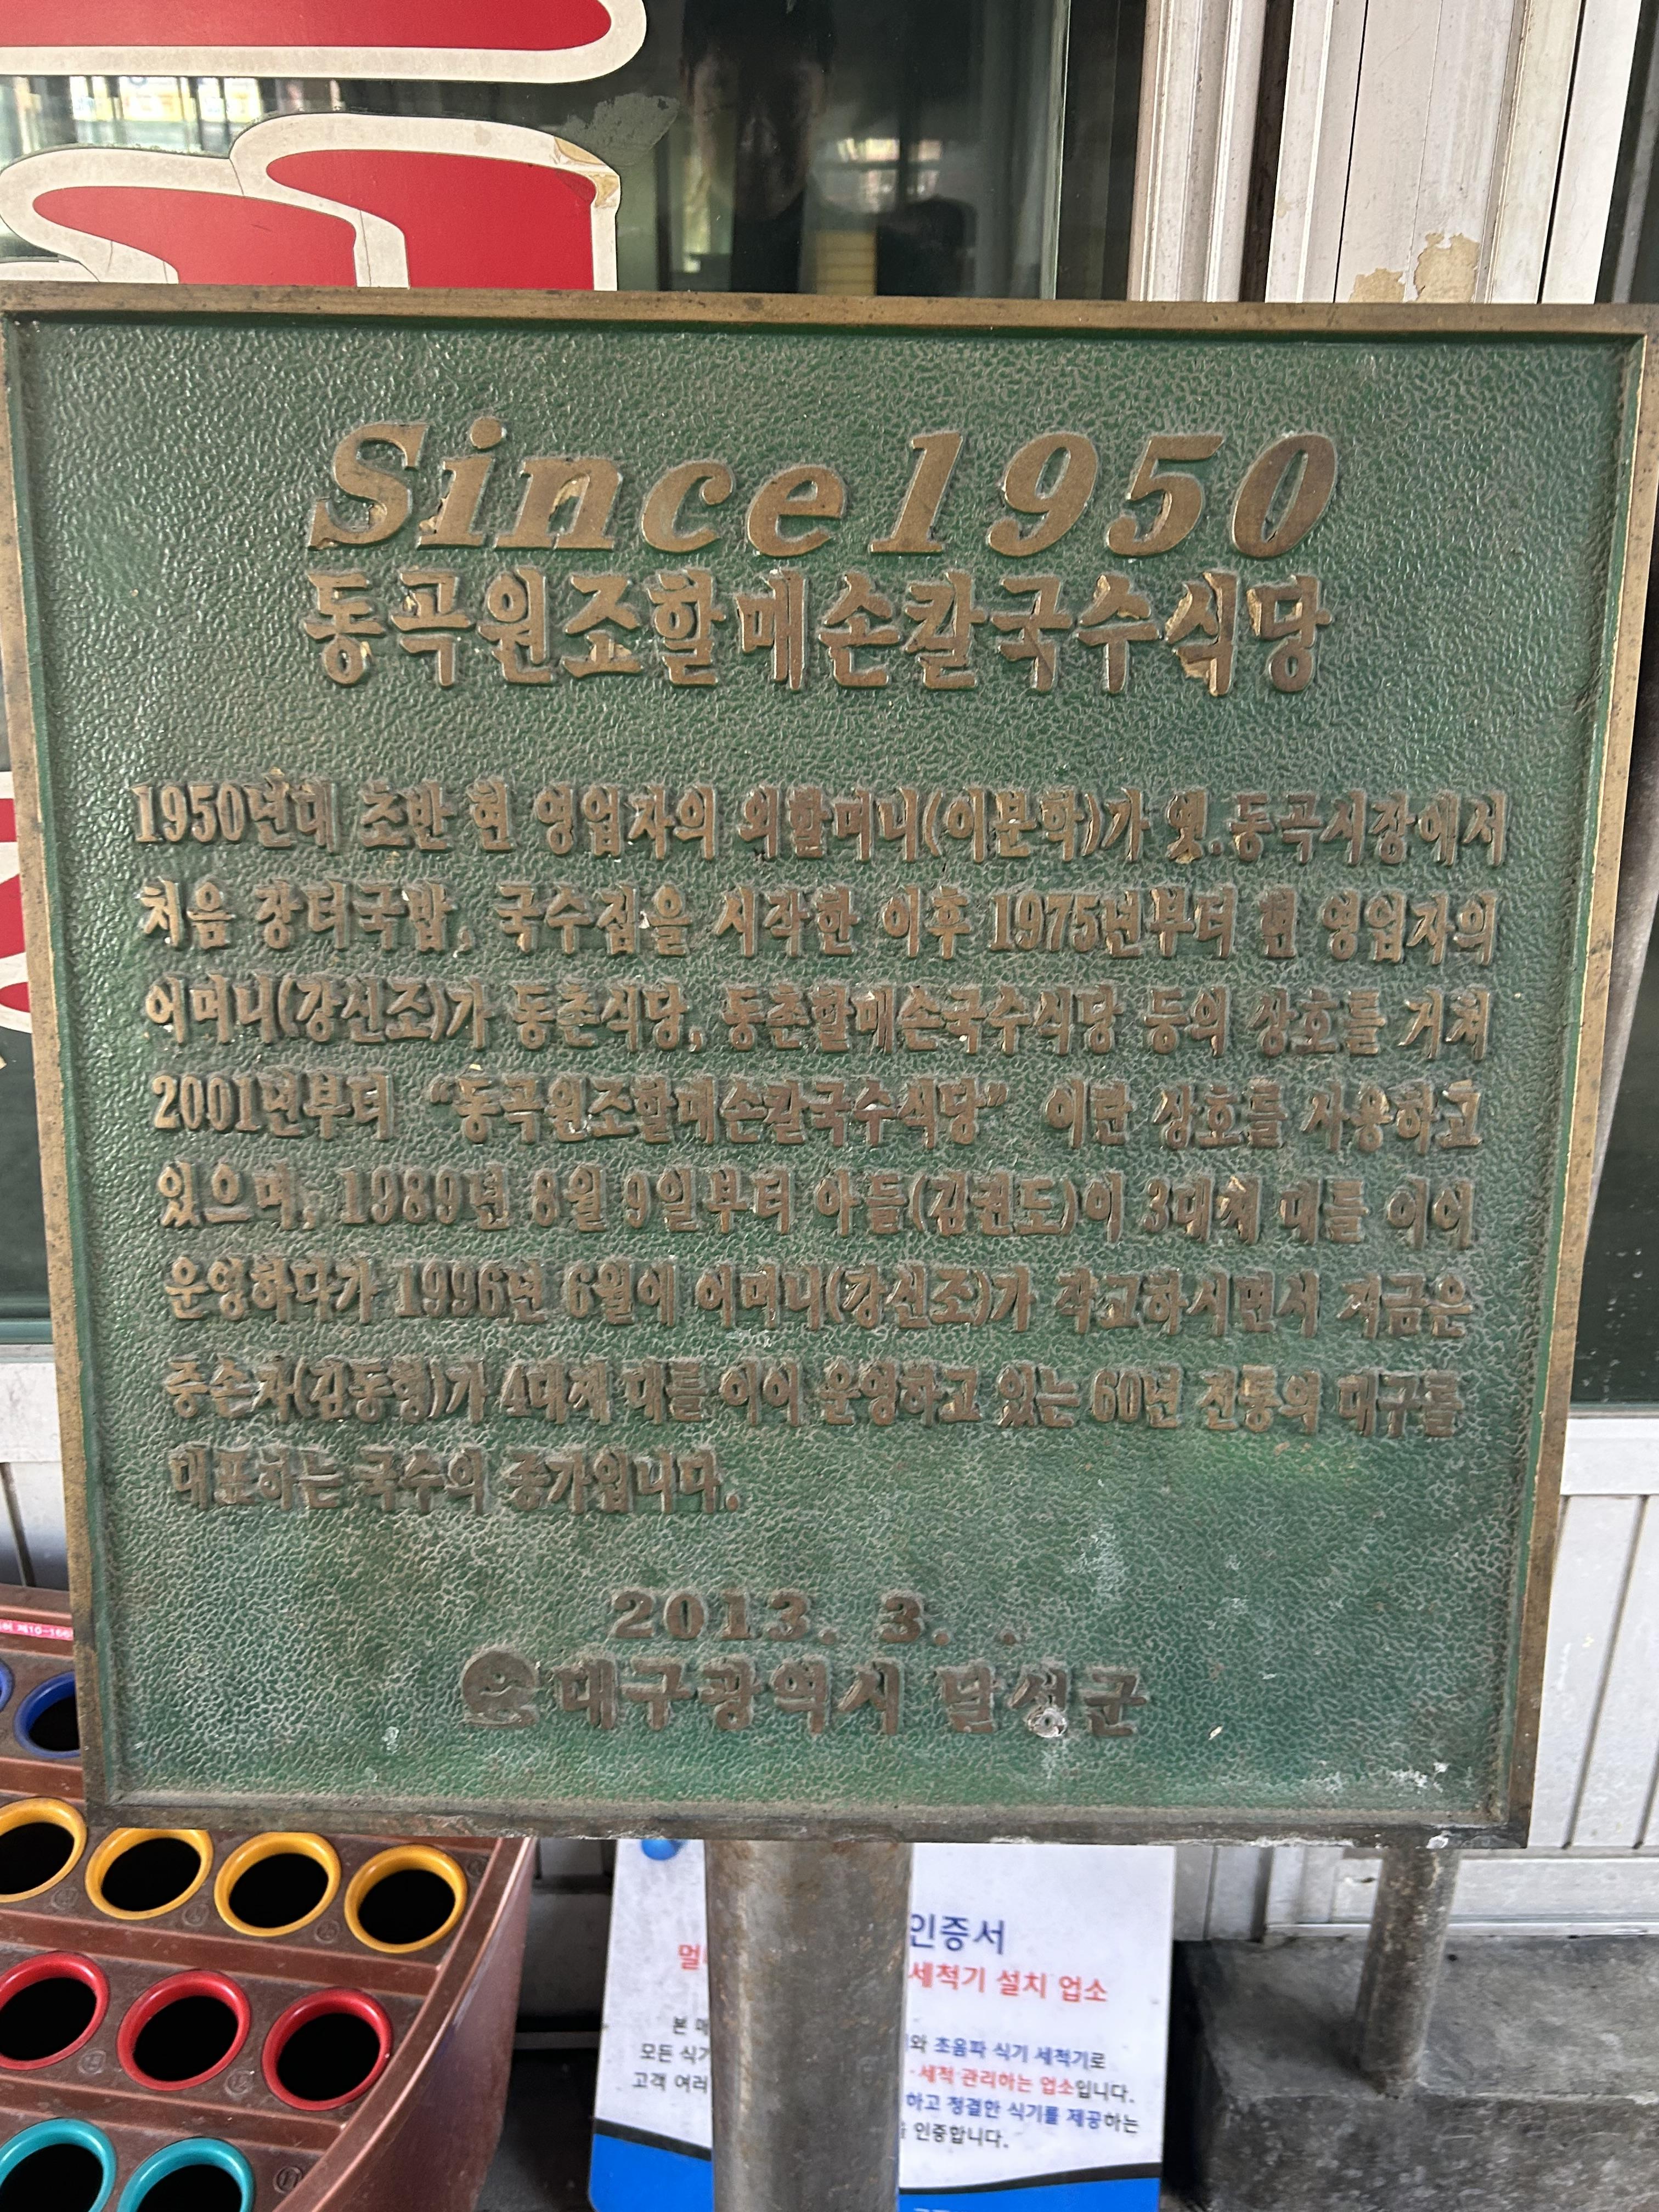 Since 1950
동곡원조할매손칼국수식당
1950년대 초반 현 영업자의 외할머니(이분학)가 옛.동곡시장에서
처음 장터국밥, 국수집을 시작한 이후 1975년부터 현 영업자의
어머니(강신조)가 동촌식당, 동촌할매손국수식당 등의 상호를 거쳐
2001년부터 “동곡원조할매손칼국수식당” 이란 상호를 사용하고
있으며, 1989년 8월 9일부터 아들(김권도)이 3대째 대를 이어
운영하다가 1996년 6월에 어머니(강신조)가 작고하시면서 지금은
증손자(김동형)가 4대째 대를 이어 운영하고 있는 60년 전통의 대구를
대표하는 국수의 종가입니다.
2013. 3. .
대구광역시 달성군
인증서
세척기 설치 업소
본
모든 식기
와 초음파 식기 세척기로
고객 여러
세척 관리하는 업소입니다.
하고 정결한 식기를 제공하는
인증합니다.